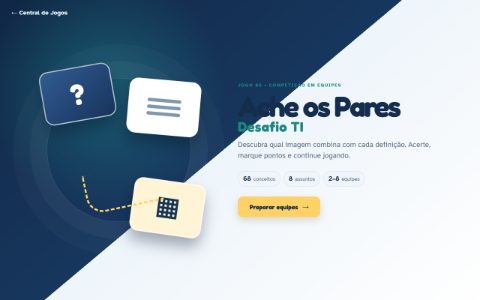 ← Central de Jogos
?
JOGO 02 • COMPETIÇÃO EM EQUIPES
Ache os Pares
Desafio TI
Descubra qual imagem combina com cada definição. Acerte,
marque pontos e continue jogando.
68 conceitos
8 assuntos
2–6 equipes
Preparar equipes →